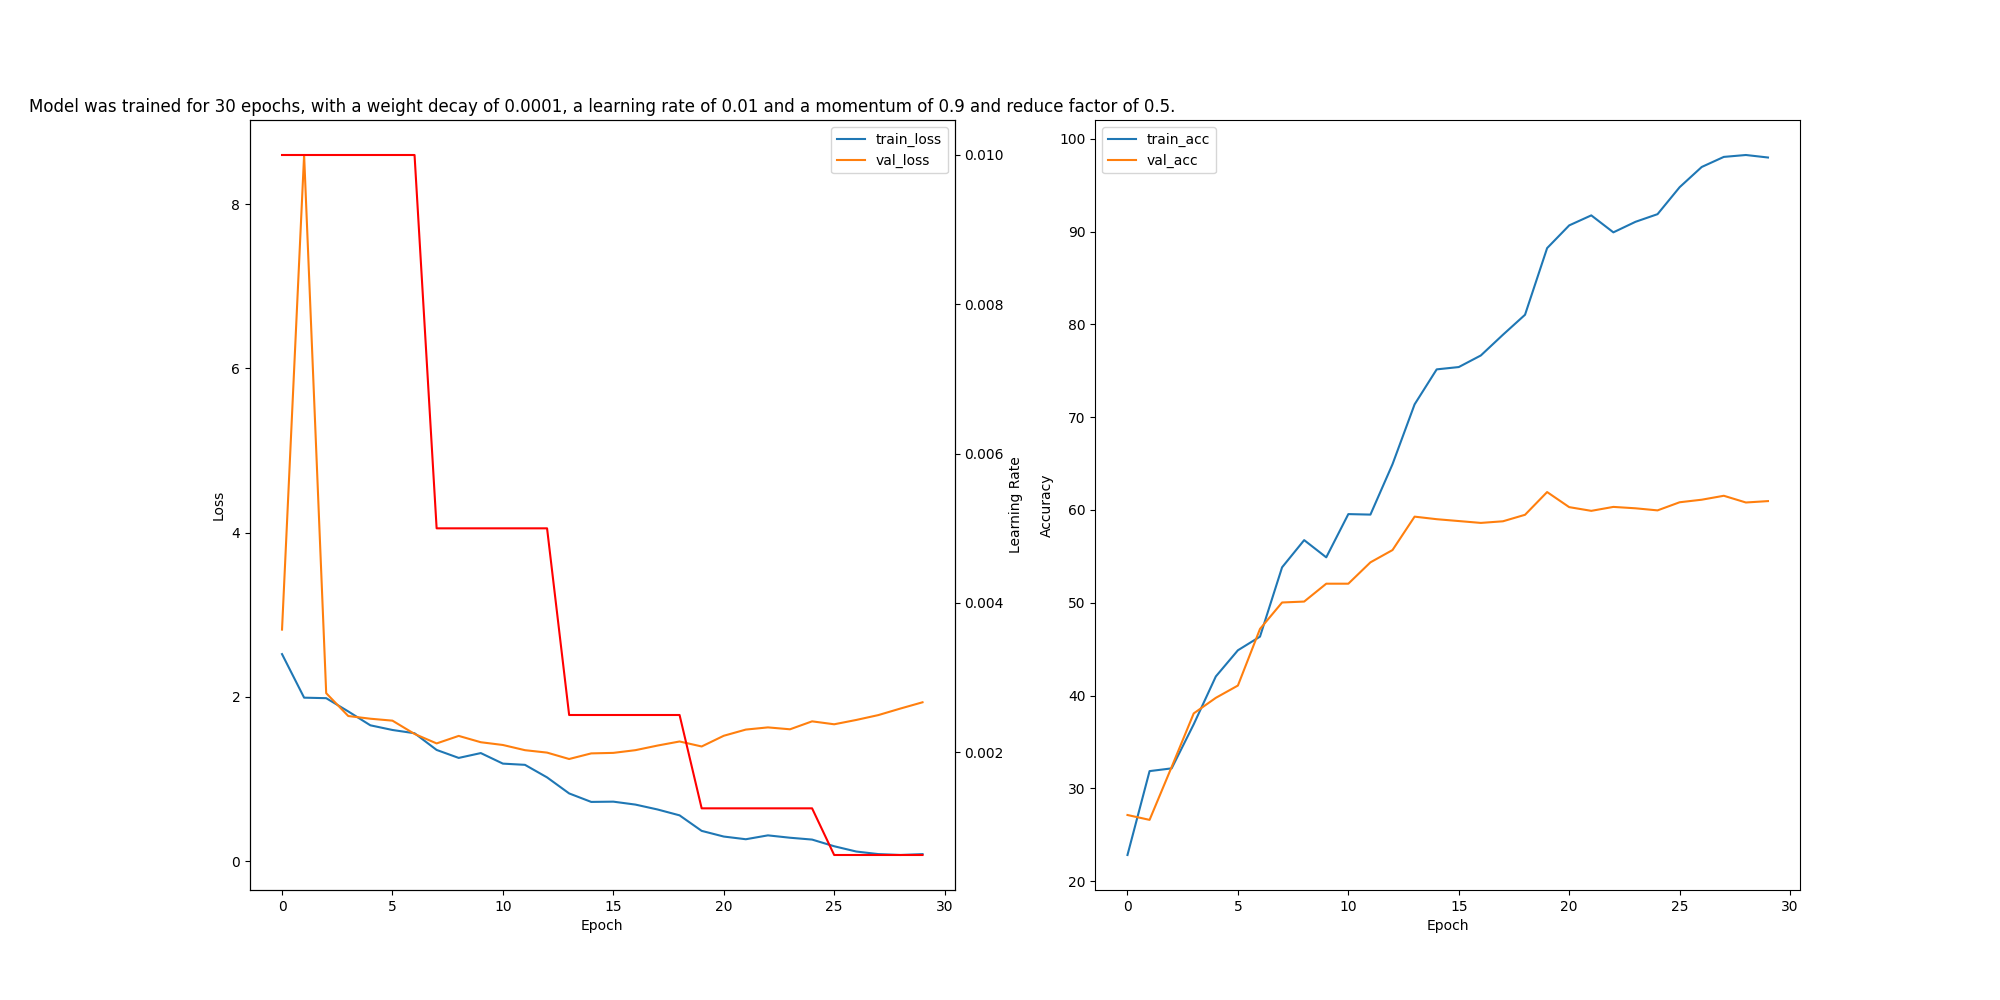 Model was trained for 30 epochs, with a weight decay of 0.0001, a learning rate of 0.01 and a momentum of 0.9 and reduce factor of 0.5.
train_loss
val_loss
8
6
4
2
0
Loss
0.010
0.008
0.006
0.004
0.002
Learning Rate
0 5 10 15 20 25 30
Epoch
train_acc
val_acc
100
90
80
70
60
50
40
30
20
Accuracy
0 5 10 15 20 25 30
Epoch